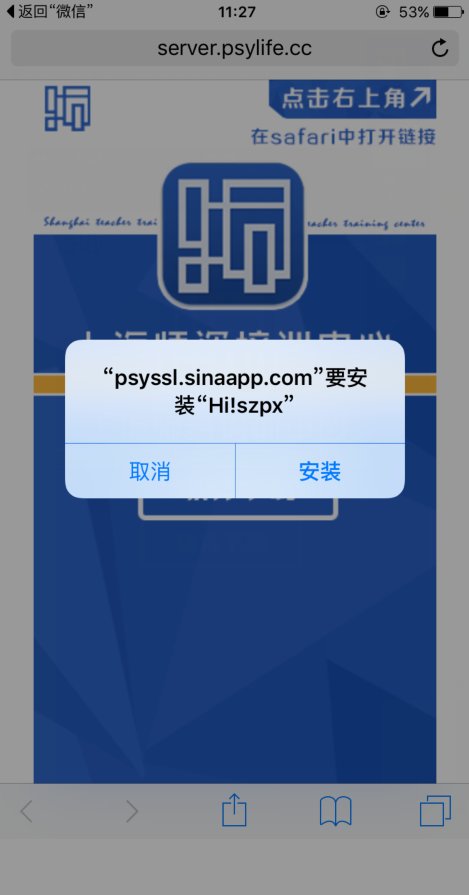 返回“微信”
11:27
53%
server.psylife.cc
点击右上角
在safari中打开链接
Shanghai teacher trai
eacher training center
“psyssl.sinaapp.com”要安
装“Hi!szpx”
取消
安装